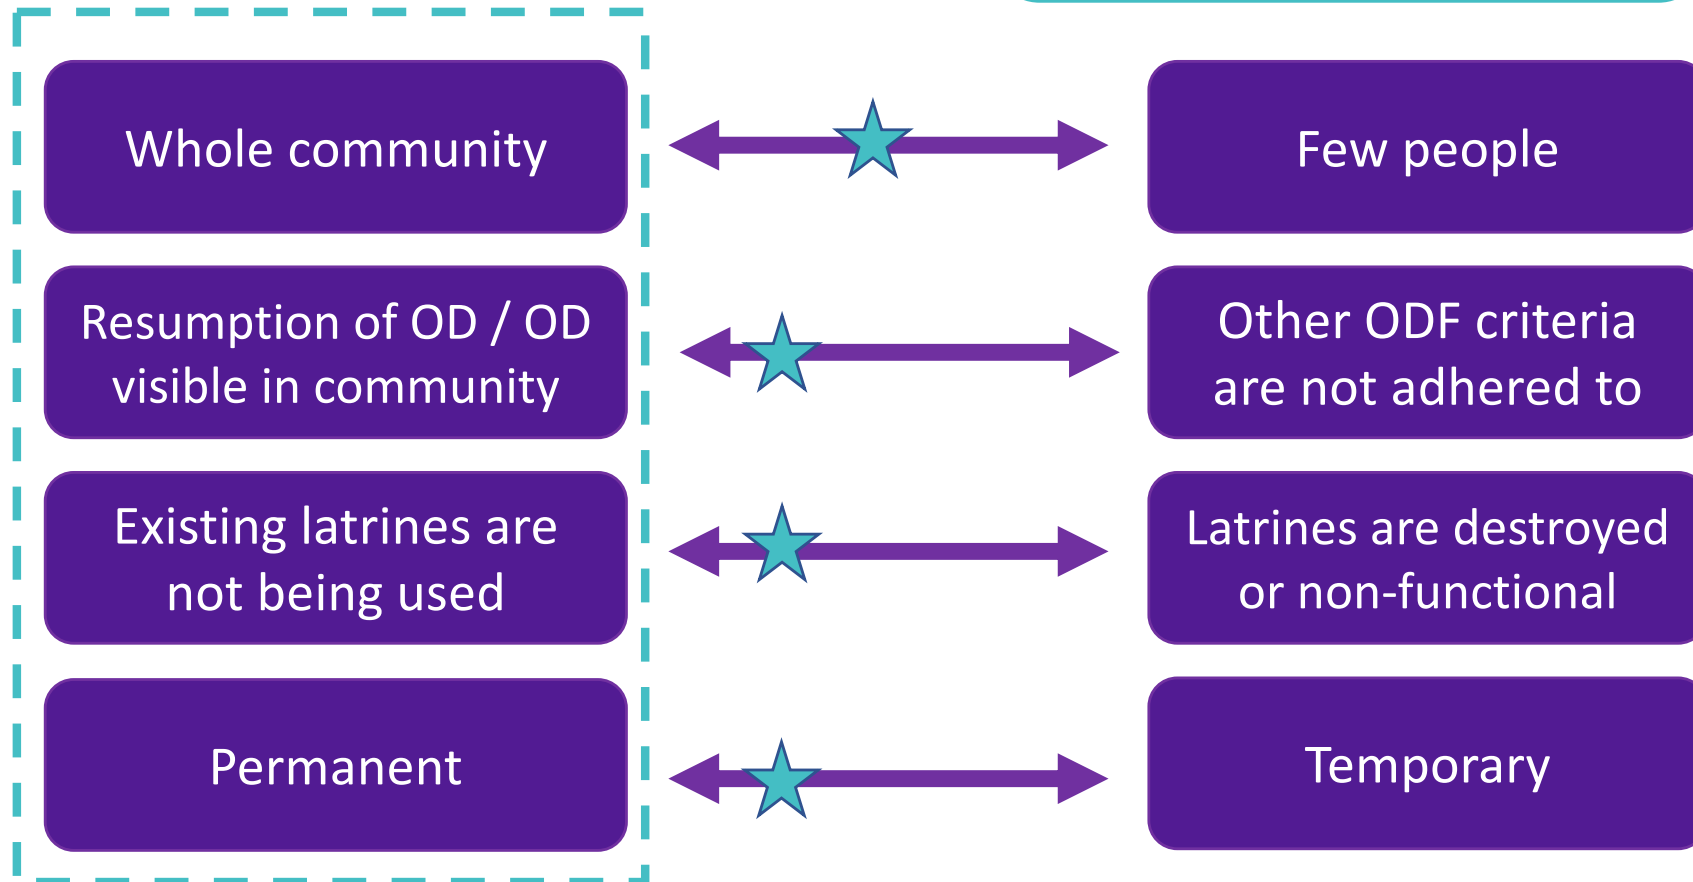 Whole community
Few people
Resumption of OD / OD
visible in community
Other ODF criteria
are not adhered to
Existing latrines are
not being used
Latrines are destroyed
or non-functional
Permanent
Temporary